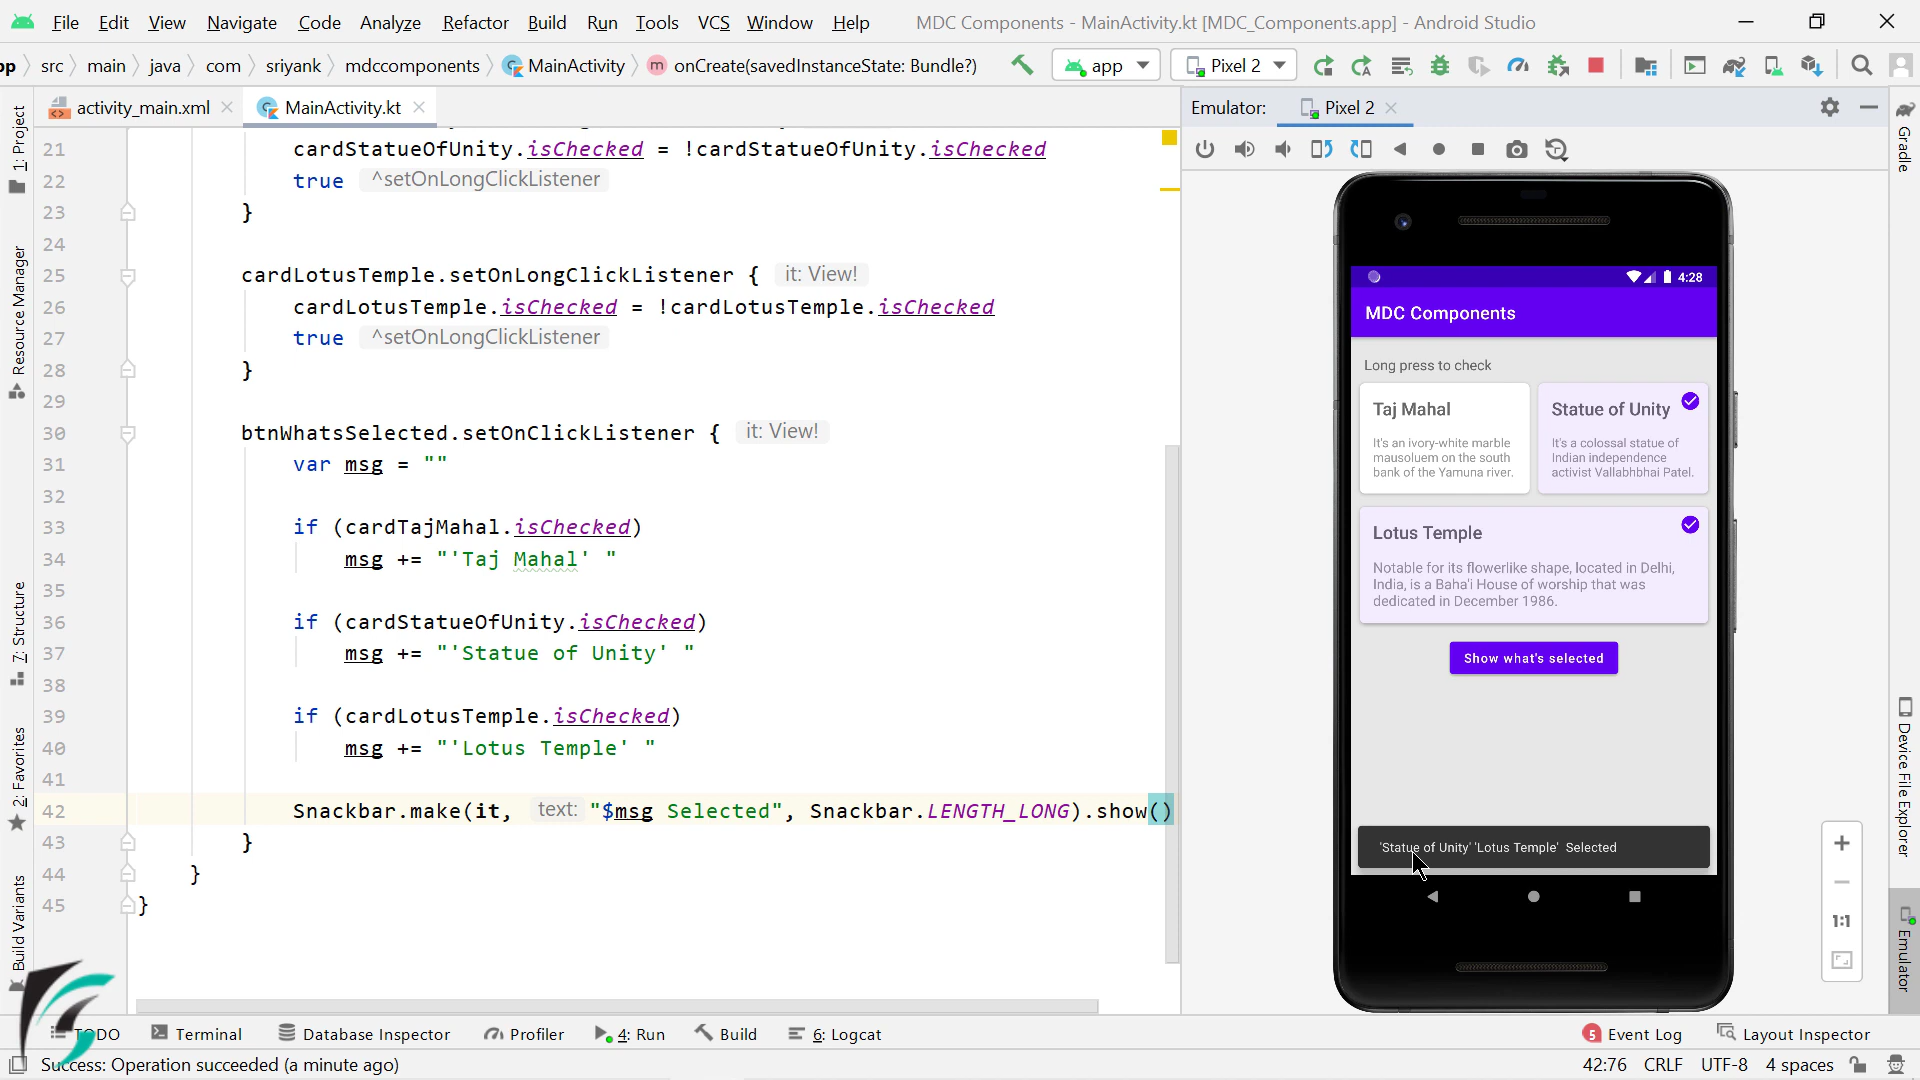 File Edit View Navigate Code Analyze Refactor Build Run Tools VCS Window Help MDC Components - MainActivity.kt [MDC_Components.app] - Android Studio
src main java com sriyank mdccomponents MainActivity m onCreate(savedInstanceState: Bundle?) app Pixel 2
activity_main.xml MainActivity.kt Emulator: Pixel 2
1: Project
Resource Manager
7: Structure
2: Favorites
Build Variants
21 cardStatueOfUnity.isChecked = !cardStatueOfUnity.isChecked
22 true ^setOnLongClickListener
23 }
24
25 cardLotusTemple.setOnLongClickListener { it: View!
26 cardLotusTemple.isChecked = !cardLotusTemple.isChecked
27 true ^setOnLongClickListener
28 }
29
30 btnWhatsSelected.setOnClickListener { it: View!
31 var msg = ""
32
33 if (cardTajMahal.isChecked)
34 msg += "'Taj Mahal' "
35
36 if (cardStatueOfUnity.isChecked)
37 msg += "'Statue of Unity' "
38
39 if (cardLotusTemple.isChecked)
40 msg += "'Lotus Temple' "
41
42 Snackbar.make(it, text: "$msg Selected", Snackbar.LENGTH_LONG).show()
43 }
44 }
45 }
4:28
MDC Components
Long press to check
Taj Mahal
It's an ivory-white marble
mausoluem on the south
bank of the Yamuna river.
Statue of Unity
It's a colossal statue of
Indian independence
activist Vallabhbhai Patel.
Lotus Temple
Notable for its flowerlike shape, located in Delhi,
India, is a Baha'i House of worship that was
dedicated in December 1986.
Show what's selected
'Statue of Unity' 'Lotus Temple' Selected
1:1
Gradle
Device File Explorer
Emulator
TODO Terminal Database Inspector Profiler 4: Run Build 6: Logcat 5 Event Log Layout Inspector
Success: Operation succeeded (a minute ago) 42:76 CRLF UTF-8 4 spaces